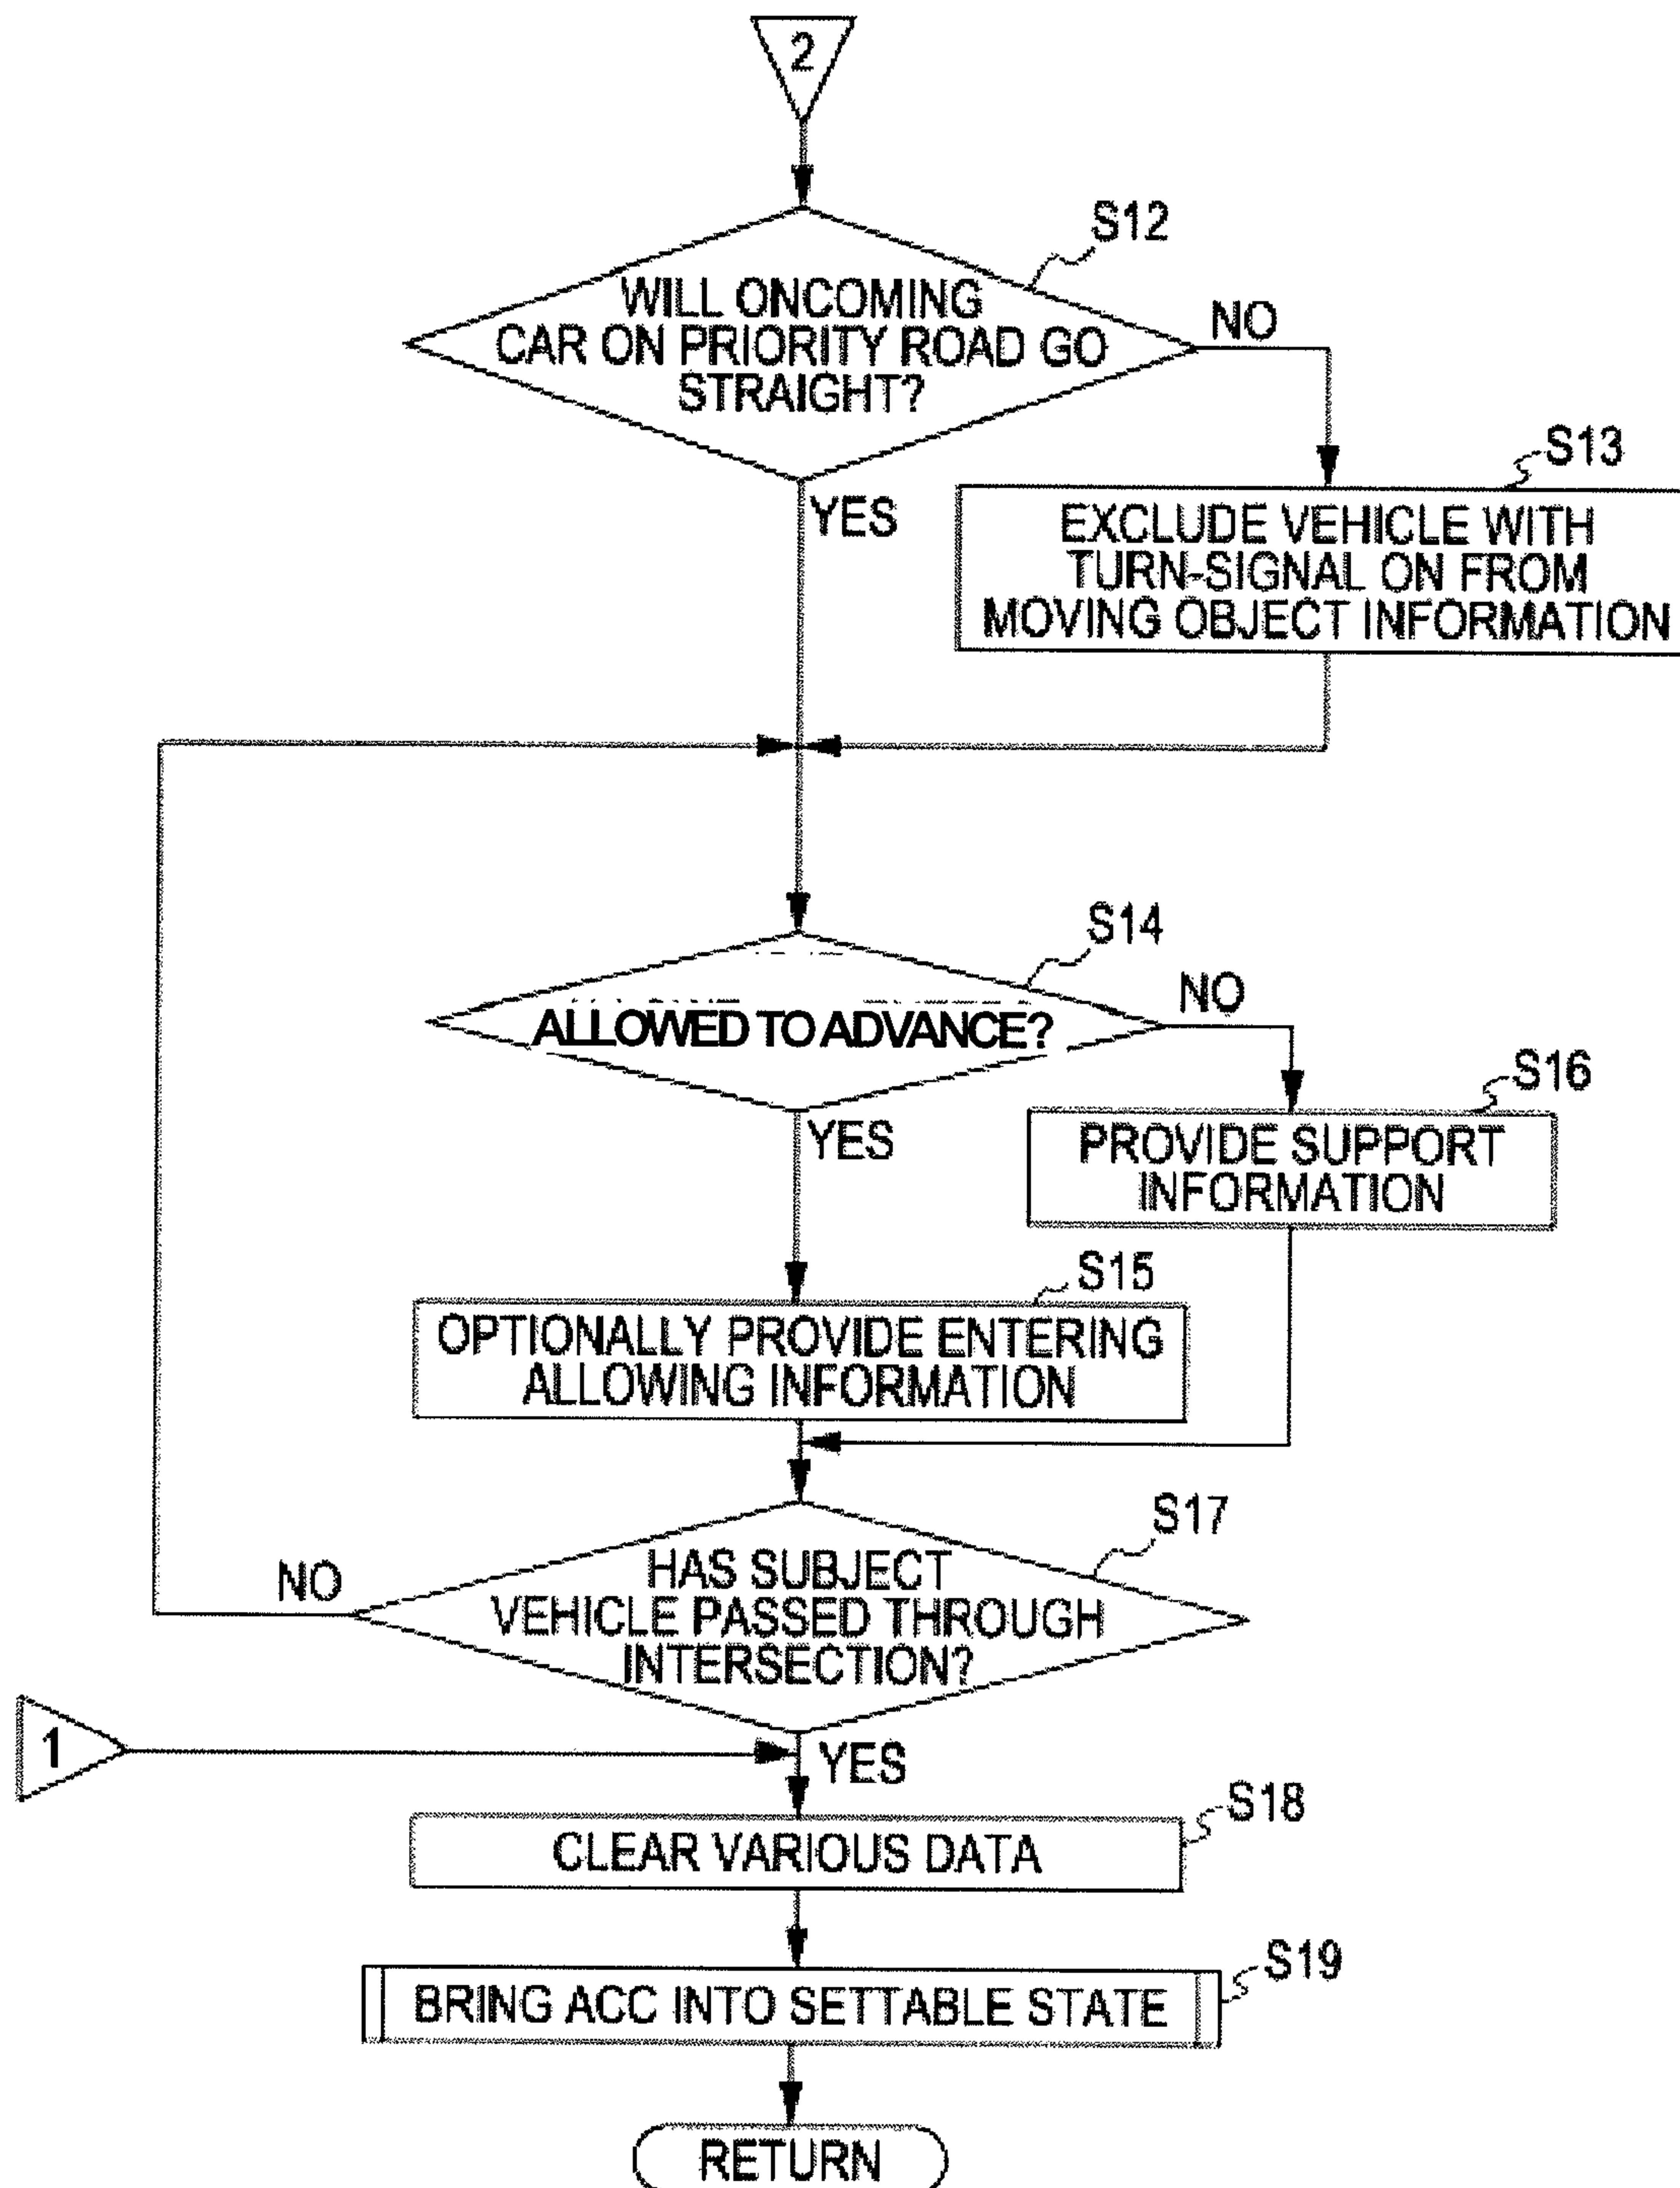 2
S12
WILL ONCOMING
CAR ON PRIORITY ROAD GO
STRAIGHT?
NO
YES
S13
EXCLUDE VEHICLE WITH
TURN-SIGNAL ON FROM
MOVING OBJECT INFORMATION
S14
ALLOWED TO ADVANCE?
NO
YES
S16
PROVIDE SUPPORT
INFORMATION
S15
OPTIONALLY PROVIDE ENTERING
ALLOWING INFORMATION
S17
HAS SUBJECT
VEHICLE PASSED THROUGH
INTERSECTION?
NO
1
YES
S18
CLEAR VARIOUS DATA
S19
BRING ACC INTO SETTABLE STATE
RETURN